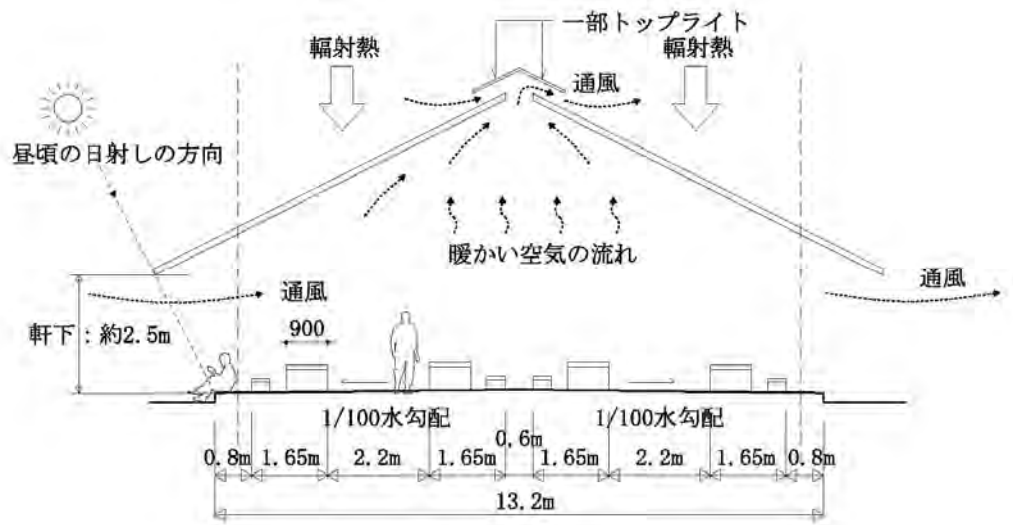 一部トップライト
輻射熱
輻射熱
通風
昼頃の日射しの方向
暖かい空気の流れ
通風
通風
軒下：約2.5m
900
1/100水勾配
1/100水勾配
0.6m
0.8m
1.65m
2.2m
1.65m
1.65m
2.2m
1.65m
0.8m
13.2m